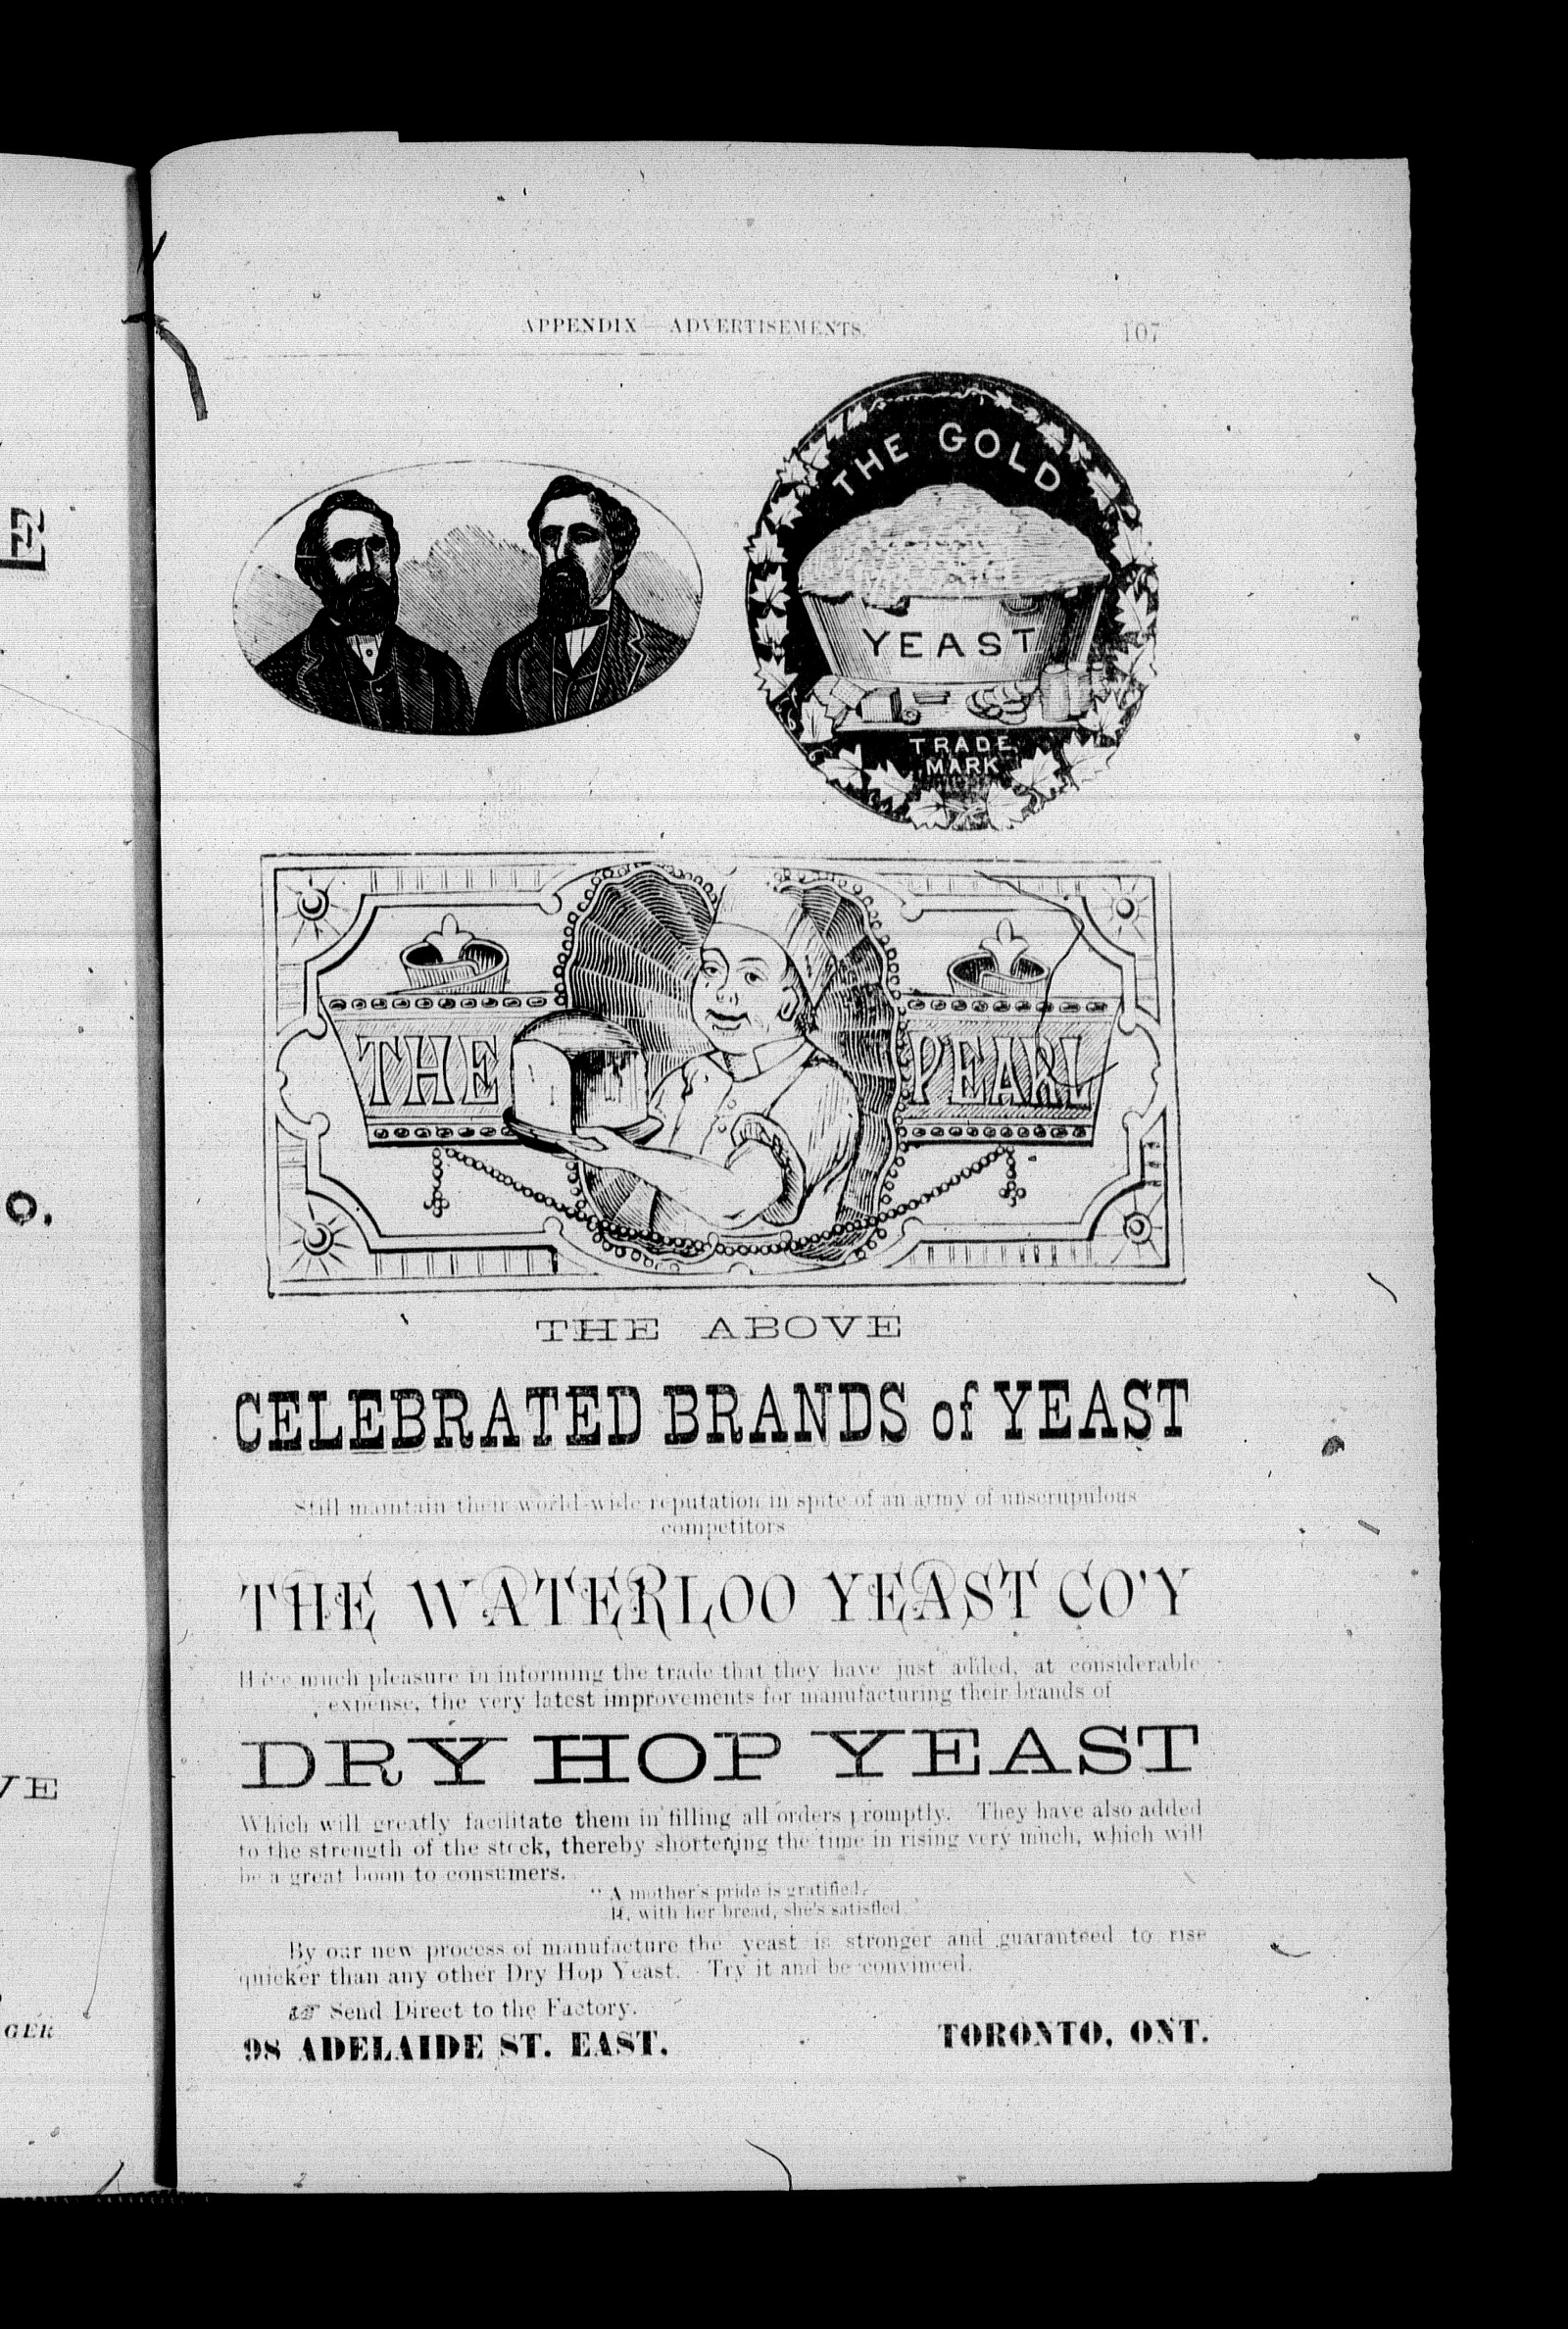 APPENDIX — ADVERTISEMENTS.
107
THE GOLD
YEAST
TRADE
MARK
THE PEARL
THE ABOVE
CELEBRATED BRANDS of YEAST
Still maintain their world-wide reputation in spite of an army of unscrupulous
competitors
THE WATERLOO YEAST CO'Y
Have much pleasure in informing the trade that they have just added, at considerable
expense, the very latest improvements for manufacturing their brands of
DRY HOP YEAST
Which will greatly facilitate them in filling all orders promptly. They have also added
to the strength of the stock, thereby shortening the time in rising very much, which will
be a great boon to consumers.
" A mother's pride is gratified,
If, with her bread, she's satisfied."
By our new process of manufacture the yeast is stronger and guaranteed to rise
quicker than any other Dry Hop Yeast. Try it and be convinced.
☞ Send Direct to the Factory.
98 ADELAIDE ST. EAST. TORONTO, ONT.